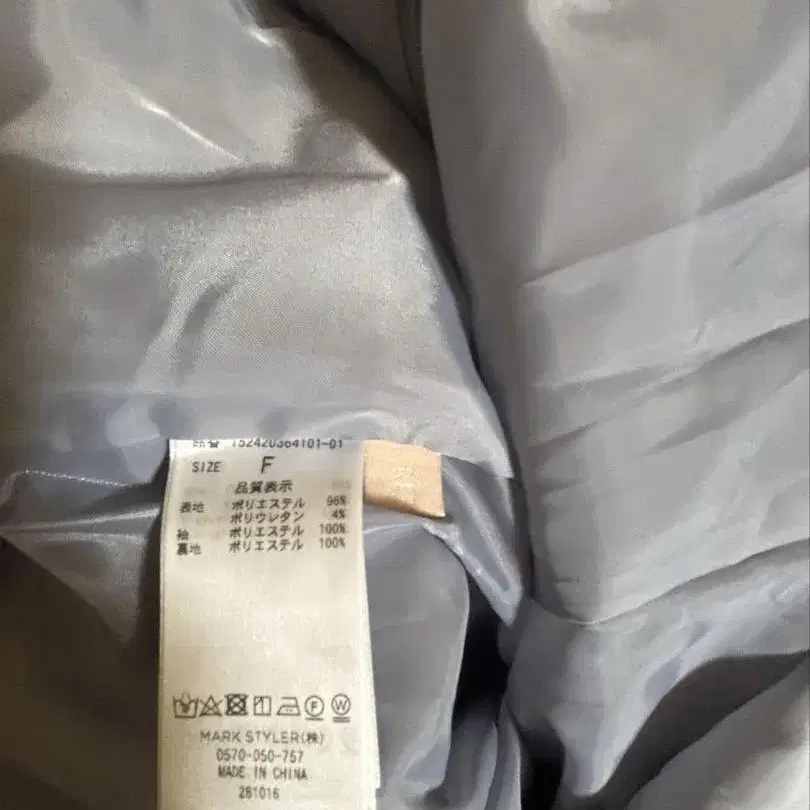 品番 152420364101-01
SIZE F
品質表示
表地 ポリエステル 96%
ポリウレタン 4%
袖 ポリエステル 100%
裏地 ポリエステル 100%
F W
MARK STYLER(株)
0570-050-757
MADE IN CHINA
281016